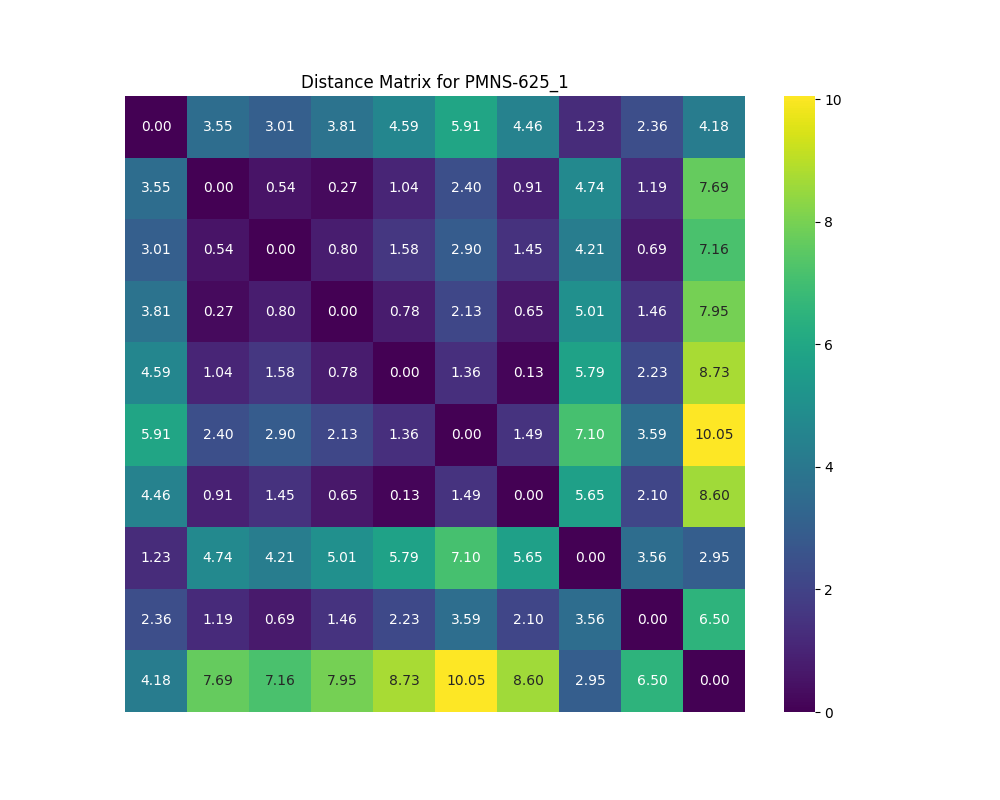 Distance Matrix for PMNS-625_1
0.00 3.55 3.01 3.81 4.59 5.91 4.46 1.23 2.36 4.18
3.55 0.00 0.54 0.27 1.04 2.40 0.91 4.74 1.19 7.69
3.01 0.54 0.00 0.80 1.58 2.90 1.45 4.21 0.69 7.16
3.81 0.27 0.80 0.00 0.78 2.13 0.65 5.01 1.46 7.95
4.59 1.04 1.58 0.78 0.00 1.36 0.13 5.79 2.23 8.73
5.91 2.40 2.90 2.13 1.36 0.00 1.49 7.10 3.59 10.05
4.46 0.91 1.45 0.65 0.13 1.49 0.00 5.65 2.10 8.60
1.23 4.74 4.21 5.01 5.79 7.10 5.65 0.00 3.56 2.95
2.36 1.19 0.69 1.46 2.23 3.59 2.10 3.56 0.00 6.50
4.18 7.69 7.16 7.95 8.73 10.05 8.60 2.95 6.50 0.00
10
8
6
4
2
0